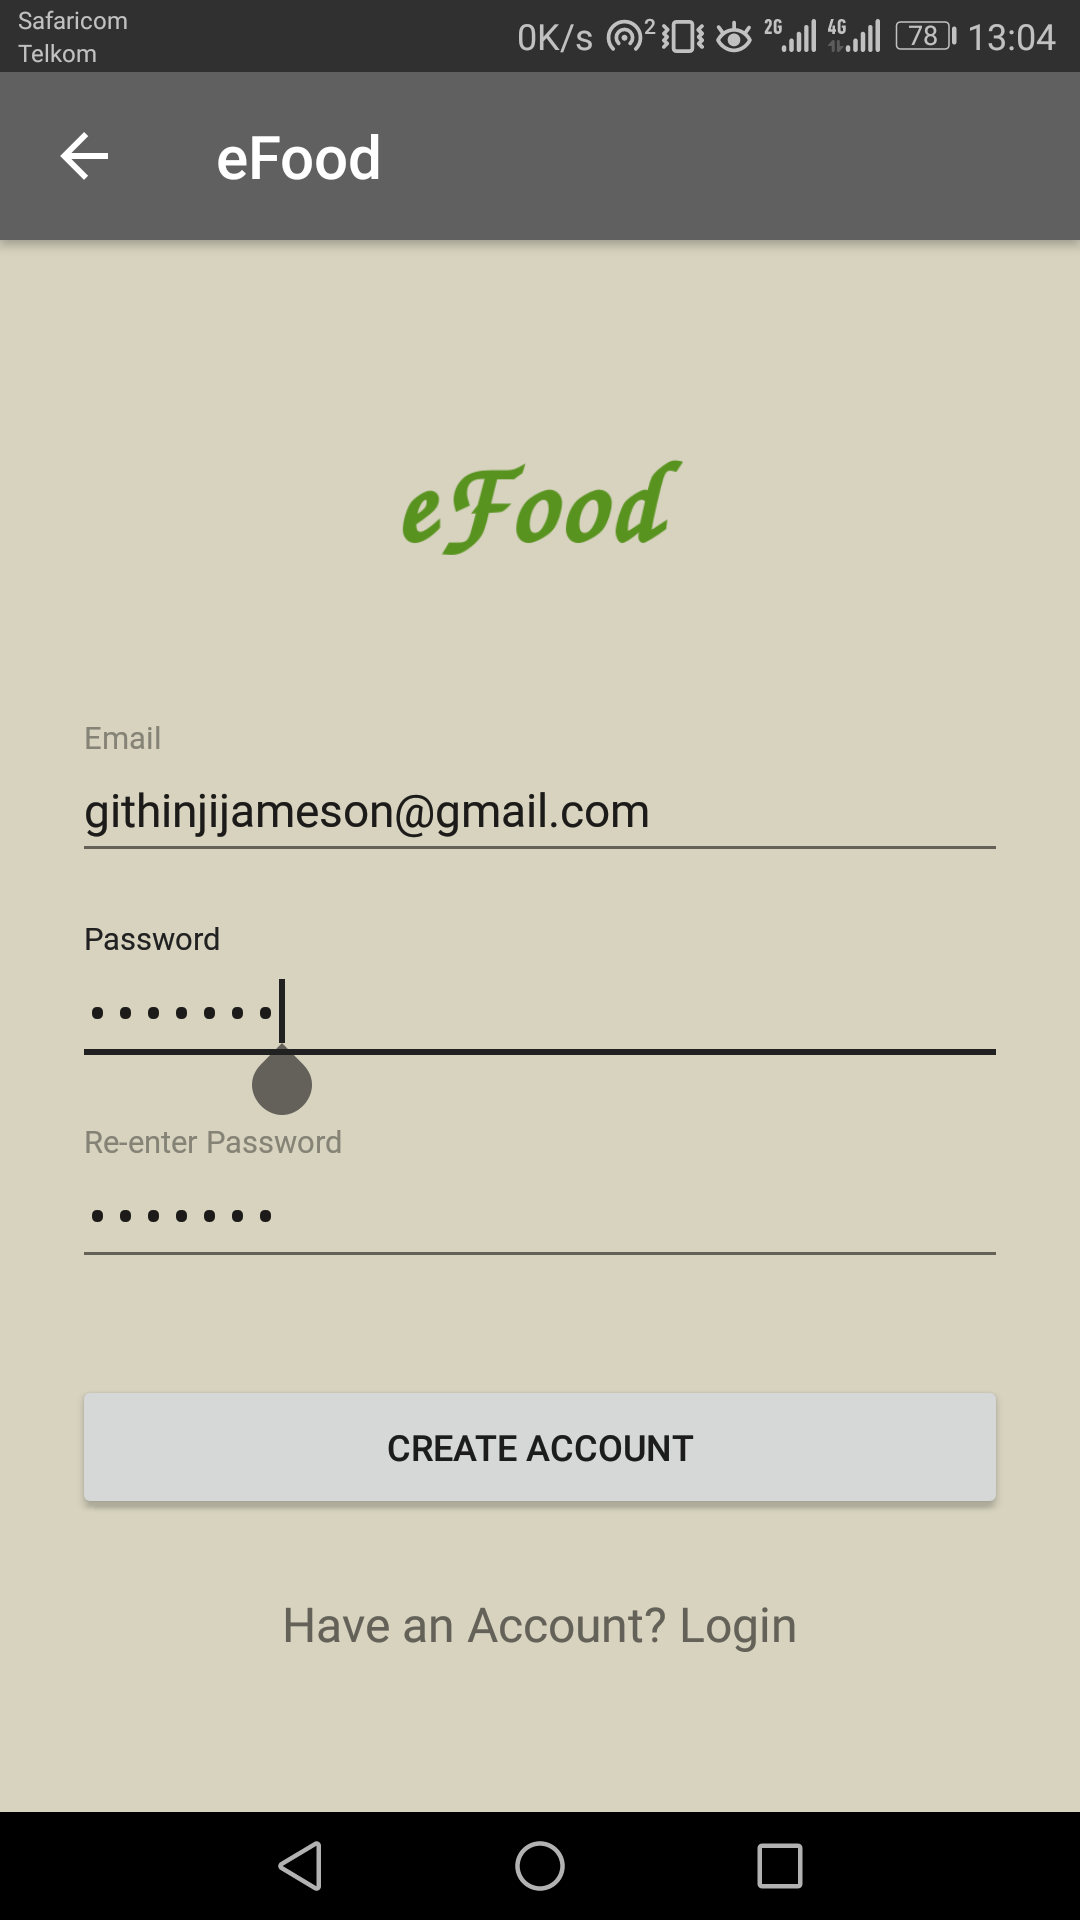 Safaricom
Telkom
0K/s 2 2G 4G 78 13:04
eFood
eFood
Email
githinjijameson@gmail.com
Password
Re-enter Password
CREATE ACCOUNT
Have an Account? Login